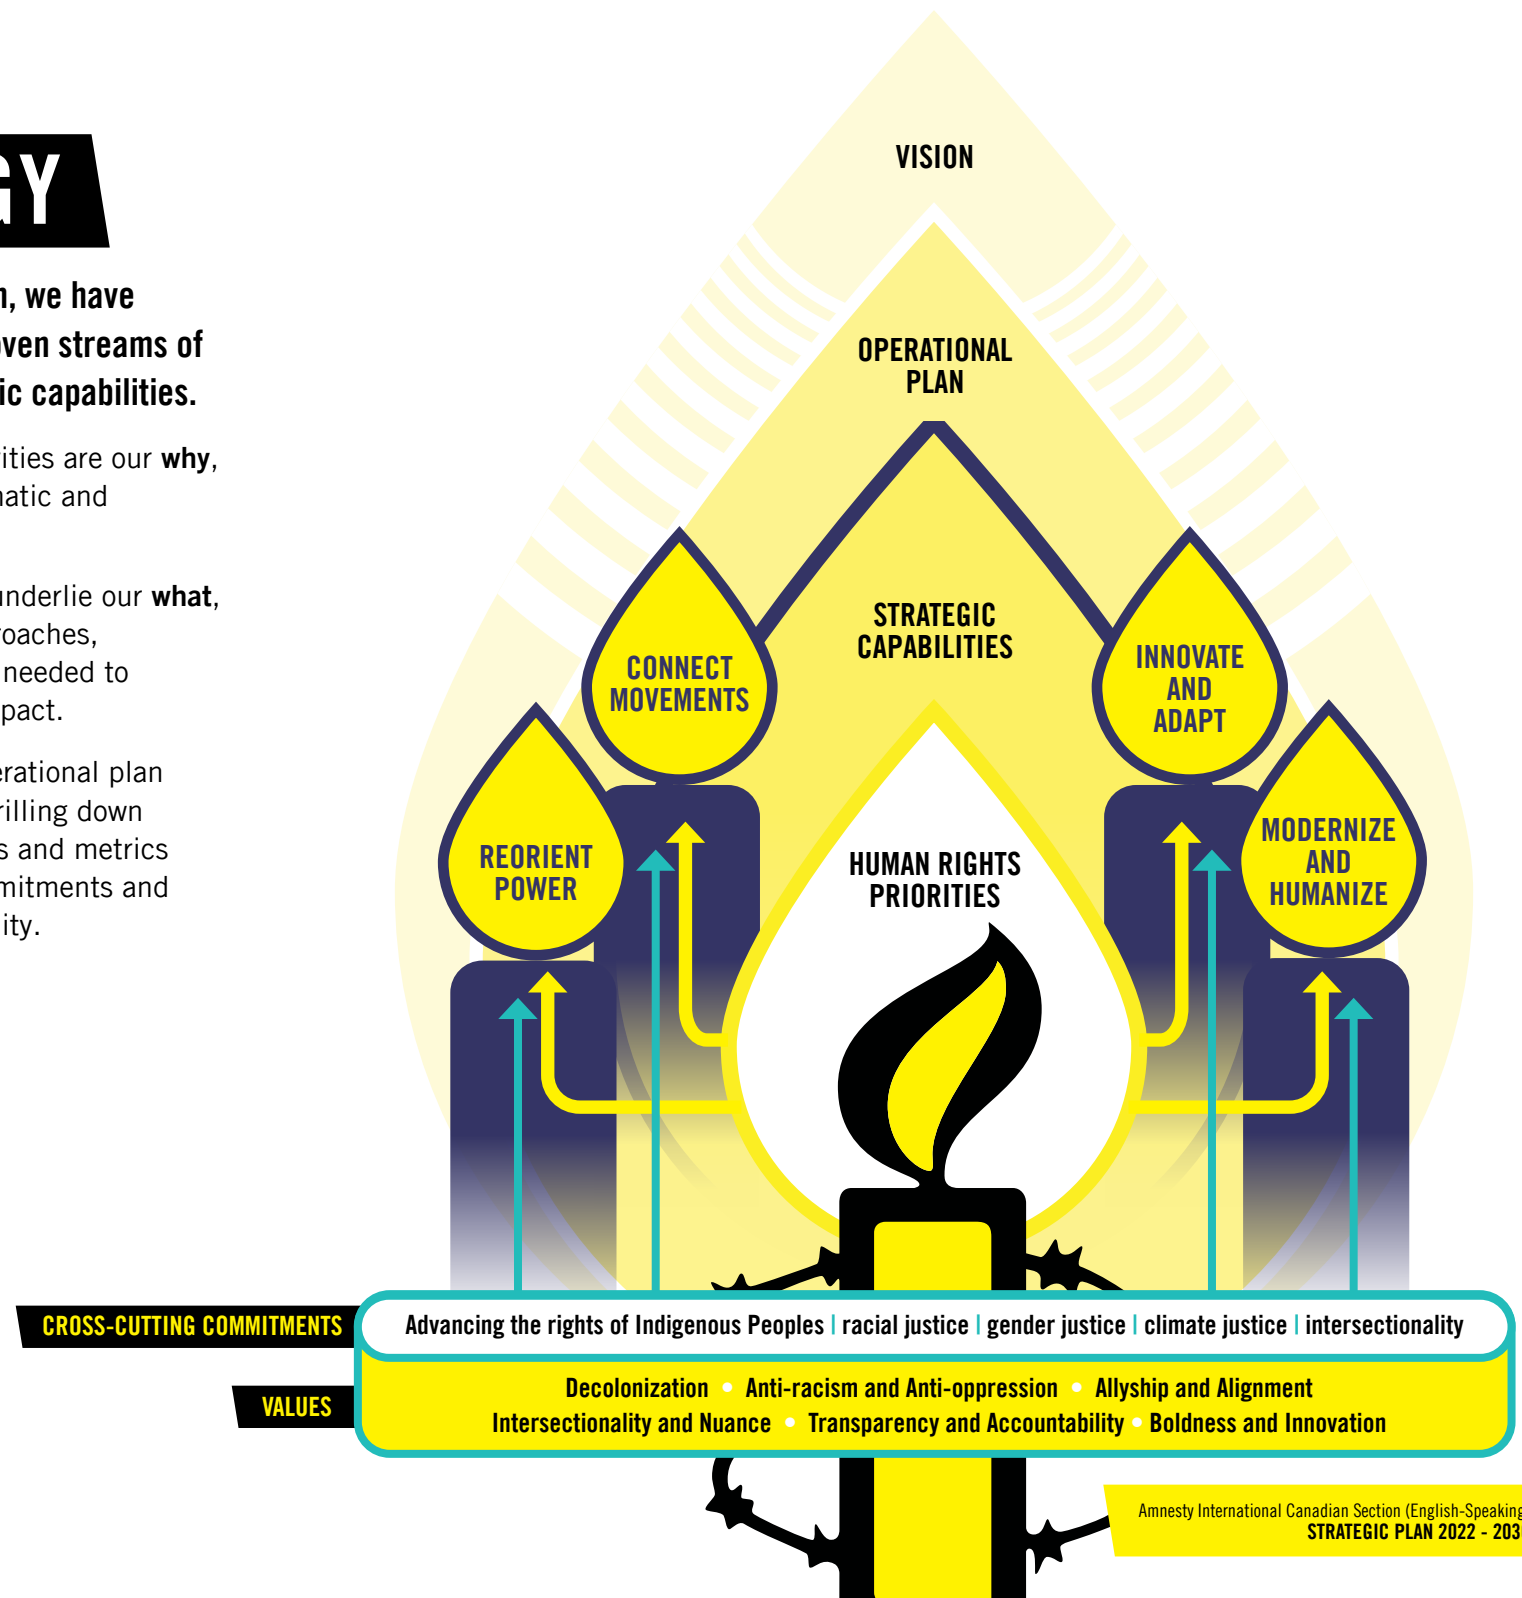 GY
, we have
oven streams of
ic capabilities.
ities are our why,
matic and
underlie our what,
roaches,
needed to
pact.
erational plan
rilling down
s and metrics
mitments and
ity.
VISION
OPERATIONAL
PLAN
STRATEGIC
CAPABILITIES
CONNECT
MOVEMENTS
INNOVATE
AND
ADAPT
REORIENT
POWER
MODERNIZE
AND
HUMANIZE
HUMAN RIGHTS
PRIORITIES
CROSS-CUTTING COMMITMENTS
Advancing the rights of Indigenous Peoples | racial justice | gender justice | climate justice | intersectionality
VALUES
Decolonization • Anti-racism and Anti-oppression • Allyship and Alignment
Intersectionality and Nuance • Transparency and Accountability • Boldness and Innovation
Amnesty International Canadian Section (English-Speaking
STRATEGIC PLAN 2022 - 203